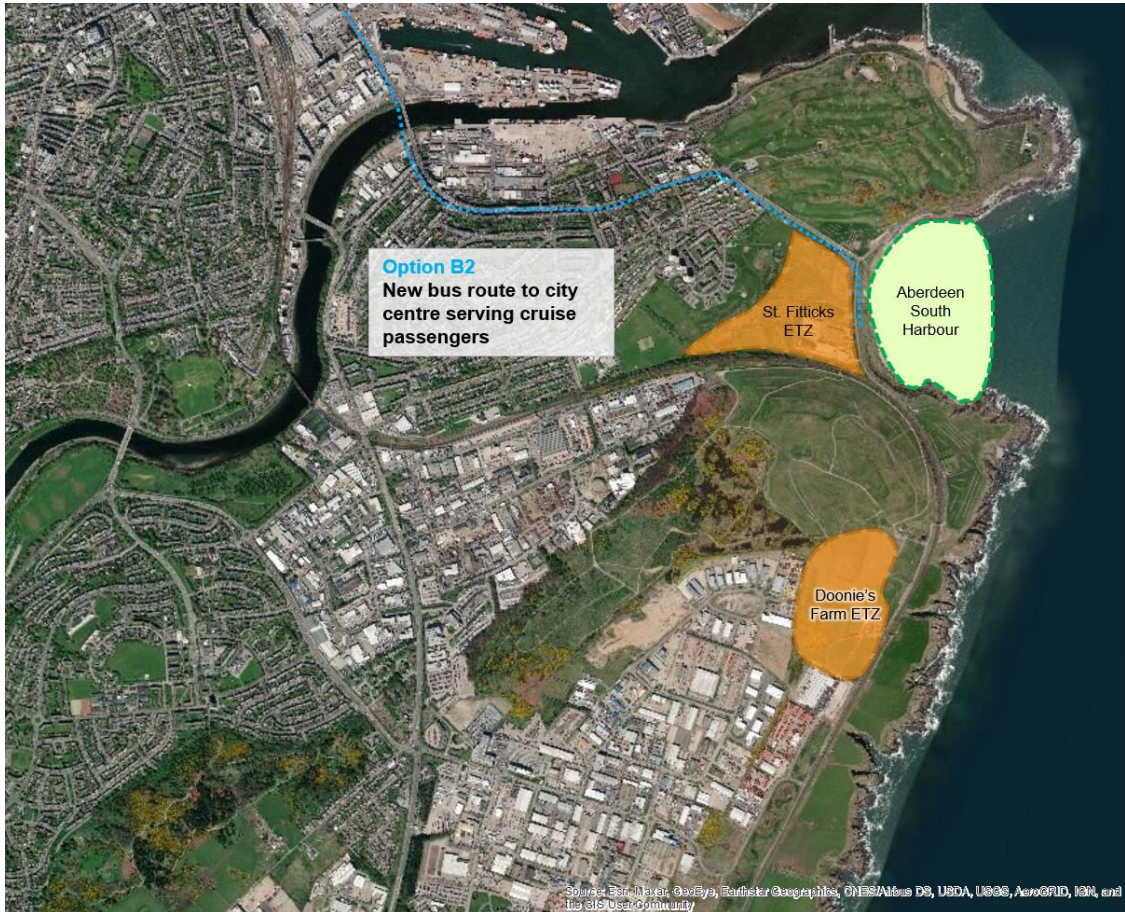 Option B2
New bus route to city
centre serving cruise
passengers
St. Fitticks
ETZ
Aberdeen
South
Harbour
Doonie's
Farm ETZ
Source: Esri, Maxar, GeoEye, Earthstar Geographics, CNES/Airbus DS, USDA, USGS, AeroGRID, IGN, and
the GIS User Community